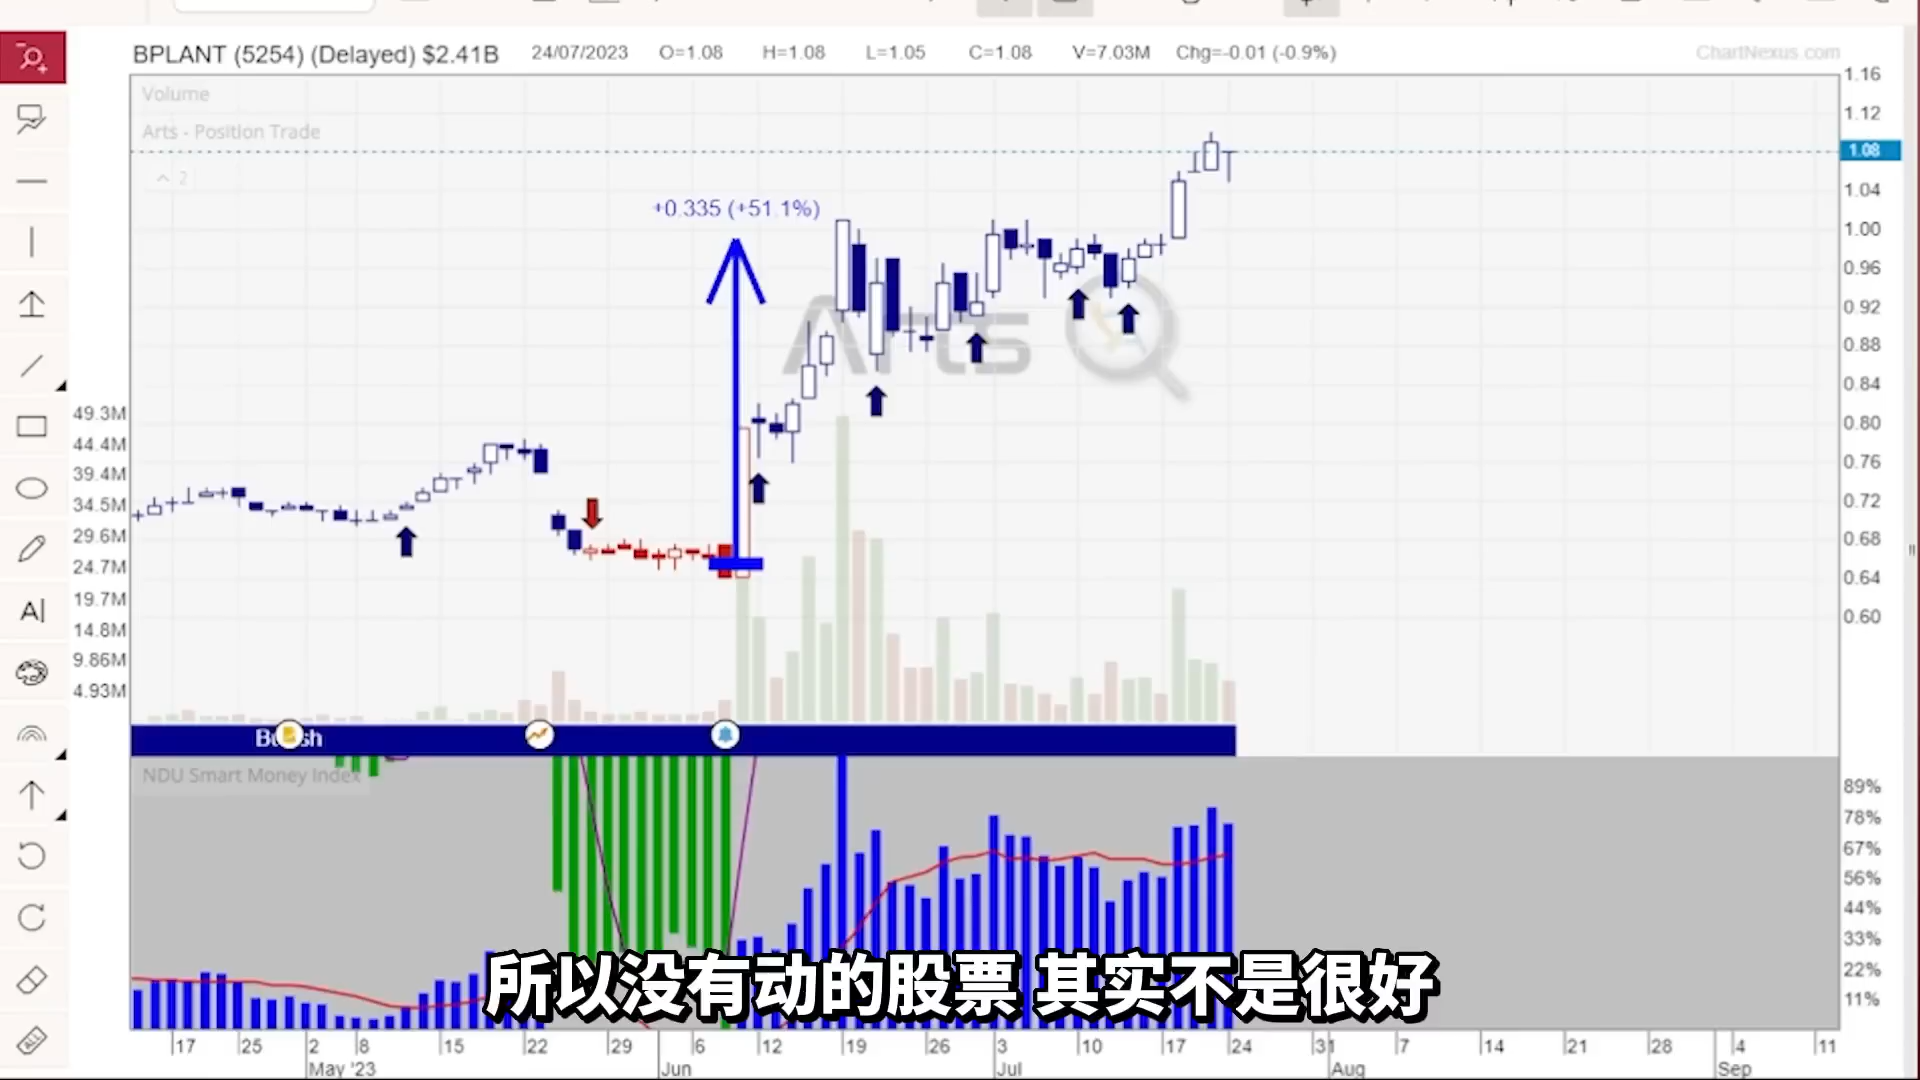 BPLANT (5254) (Delayed) $2.41B 24/07/2023 O=1.08 H=1.08 L=1.05 C=1.08 V=7.03M Chg=-0.01 (-0.9%) ChartNexus.com
Volume
Arts - Position Trade
2
+0.335 (+51.1%)
Arts
1.16
1.12
1.08
1.04
1.00
0.96
0.92
0.88
0.84
0.80
0.76
0.72
0.68
0.64
0.60
49.3M
44.4M
39.4M
34.5M
29.6M
24.7M
19.7M
14.8M
9.86M
4.93M
A
NDU Smart Money Index
89%
78%
67%
56%
44%
33%
22%
11%
所以没有动的股票 其实不是很好
17 25 2 8 15 22 29 6 12 19 26 3 10 17 24 31 7 14 21 28 4 11
May '23 Jun Jul Aug Sep
ALL